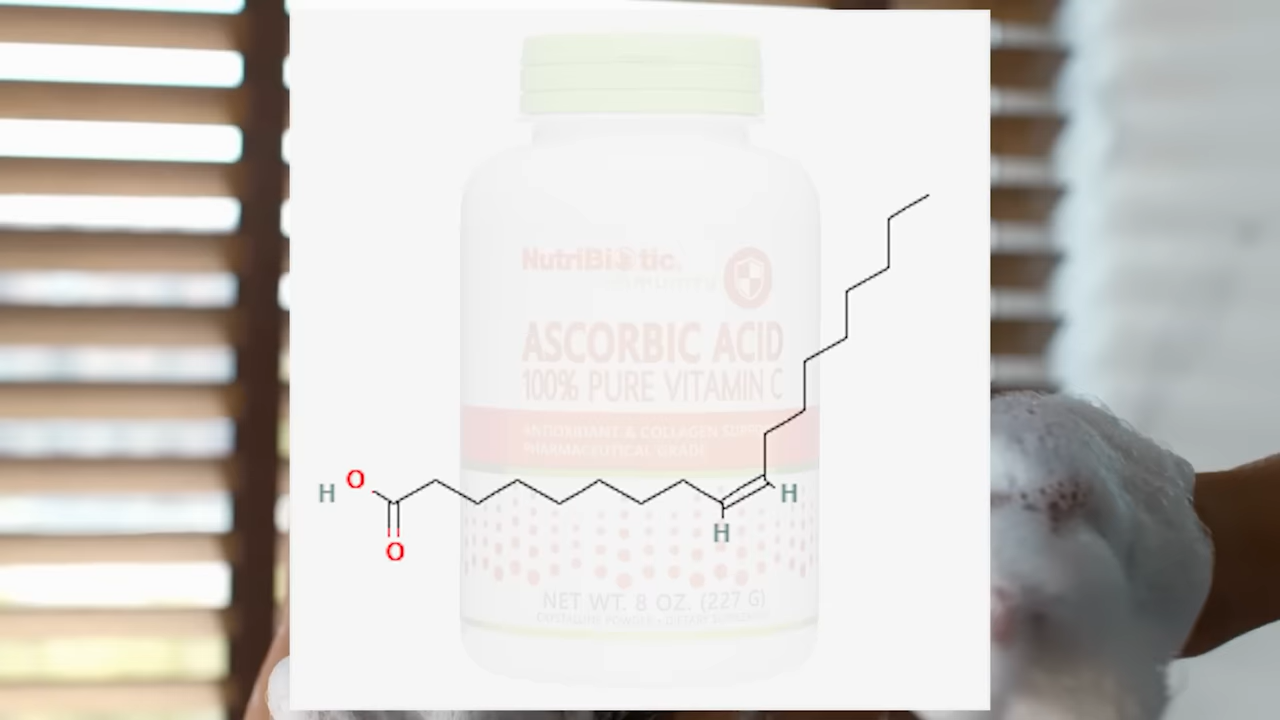 NutriBiotic
ASCORBIC ACID
100% PURE VITAMIN C
ANTIOXIDANT & COLLAGEN
PHARMACEUTICAL GRADE
H
O
O
H
H
NET WT. 8 OZ. (227 G)
CRYSTALLINE POWDER • DIETARY SUPPLEMENT